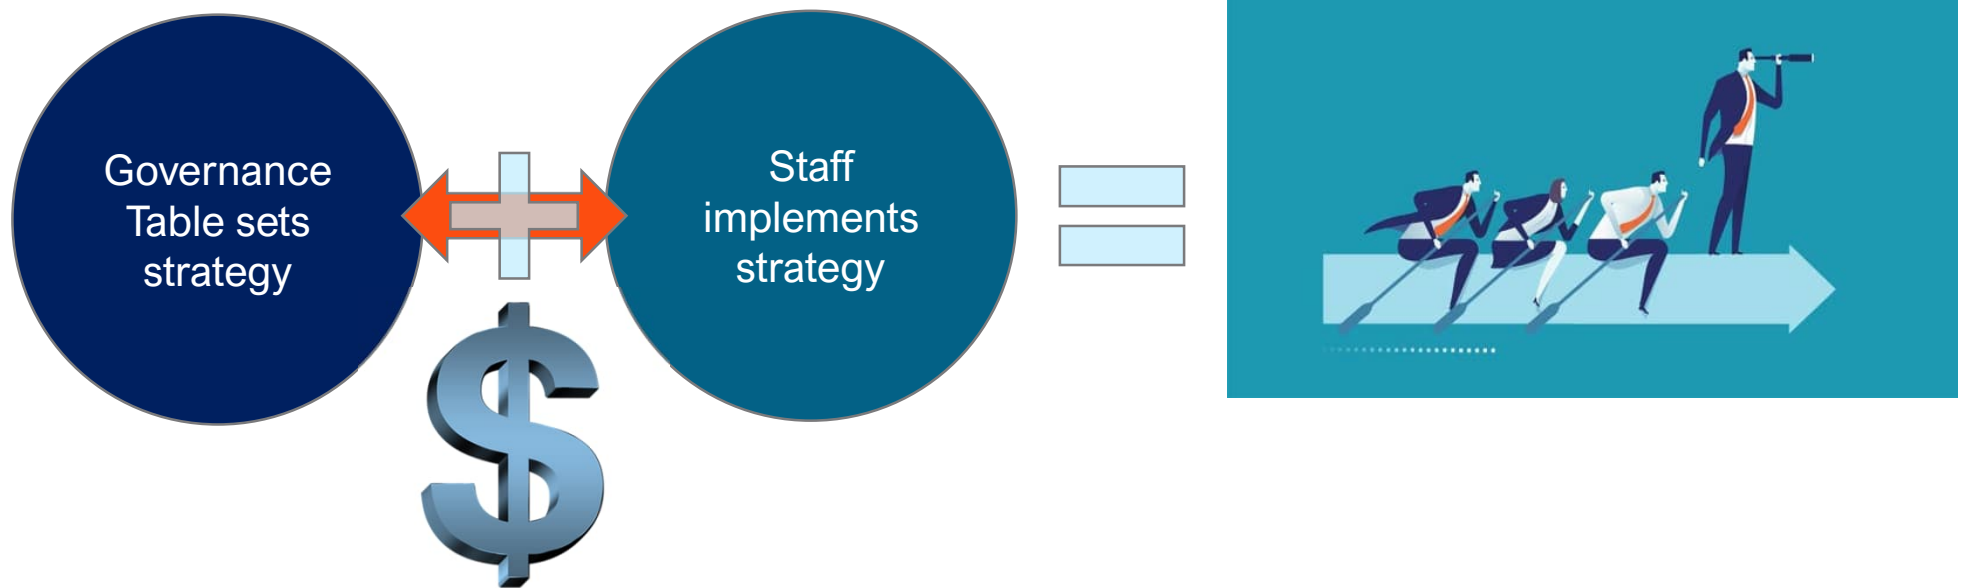 Governance
Table sets
strategy
Staff
implements
strategy
$